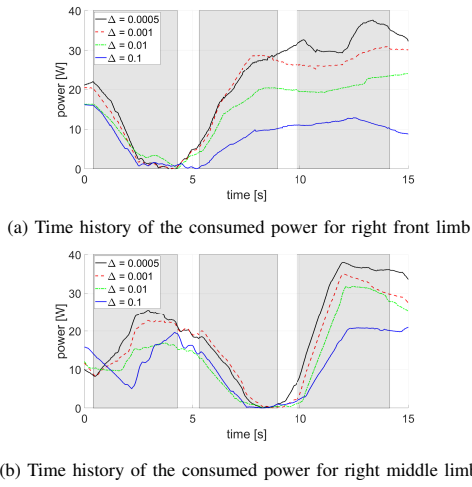 40
30
20
10
0
power [W]
Δ = 0.0005
Δ = 0.001
Δ = 0.01
Δ = 0.1
0 5 10 15
time [s]
(a) Time history of the consumed power for right front limb
40
30
20
10
0
power [W]
Δ = 0.0005
Δ = 0.001
Δ = 0.01
Δ = 0.1
0 5 10 15
time [s]
(b) Time history of the consumed power for right middle limb